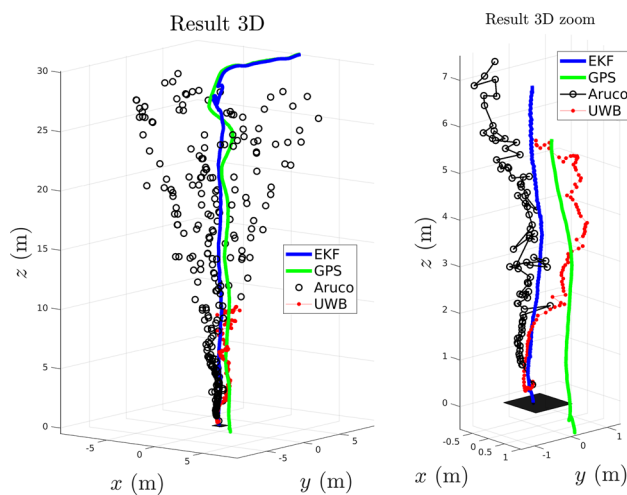 Result 3D
30
25
20
15
10
5
0
z (m)
EKF
GPS
Aruco
UWB
-5
0
5
x (m)
-5
0
5
y (m)
Result 3D zoom
7
6
5
4
3
2
1
0
z (m)
EKF
GPS
Aruco
UWB
-0.5
0
0.5
1
x (m)
-1
0
1
y (m)